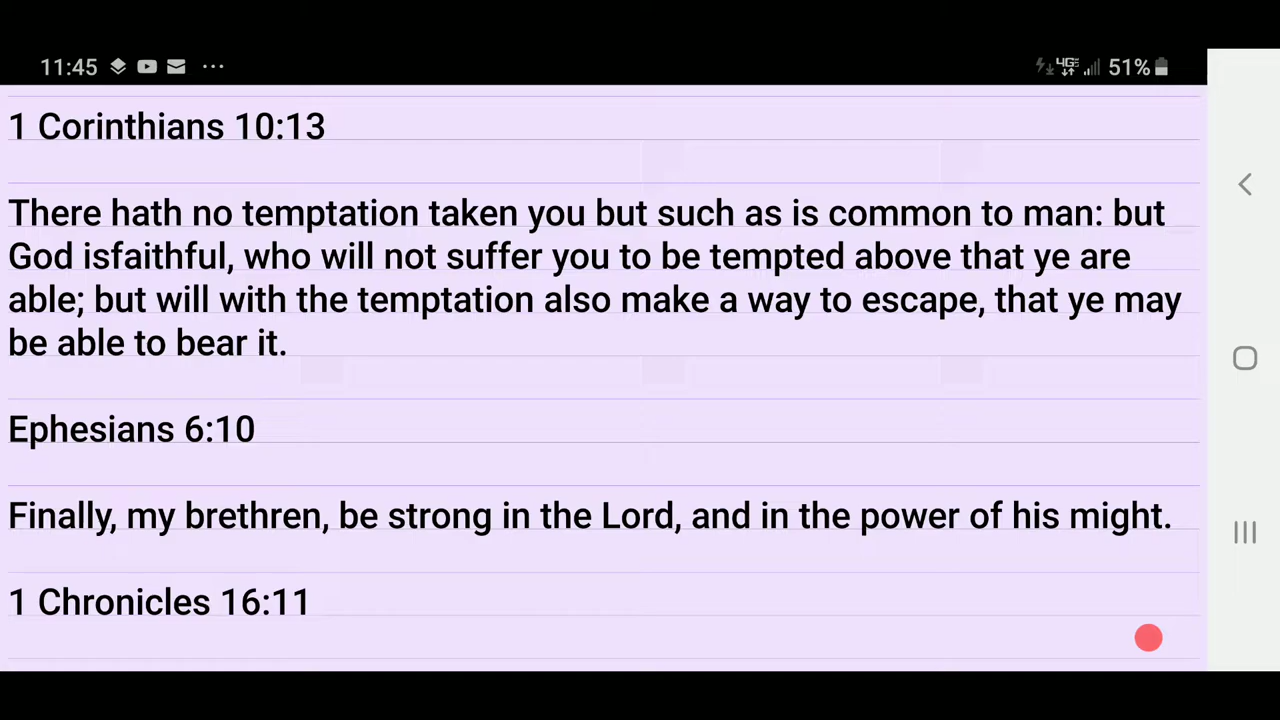 11:45 ... 4GE 51%
1 Corinthians 10:13
There hath no temptation taken you but such as is common to man: but
God isfaithful, who will not suffer you to be tempted above that ye are
able; but will with the temptation also make a way to escape, that ye may
be able to bear it.
Ephesians 6:10
Finally, my brethren, be strong in the Lord, and in the power of his might.
1 Chronicles 16:11